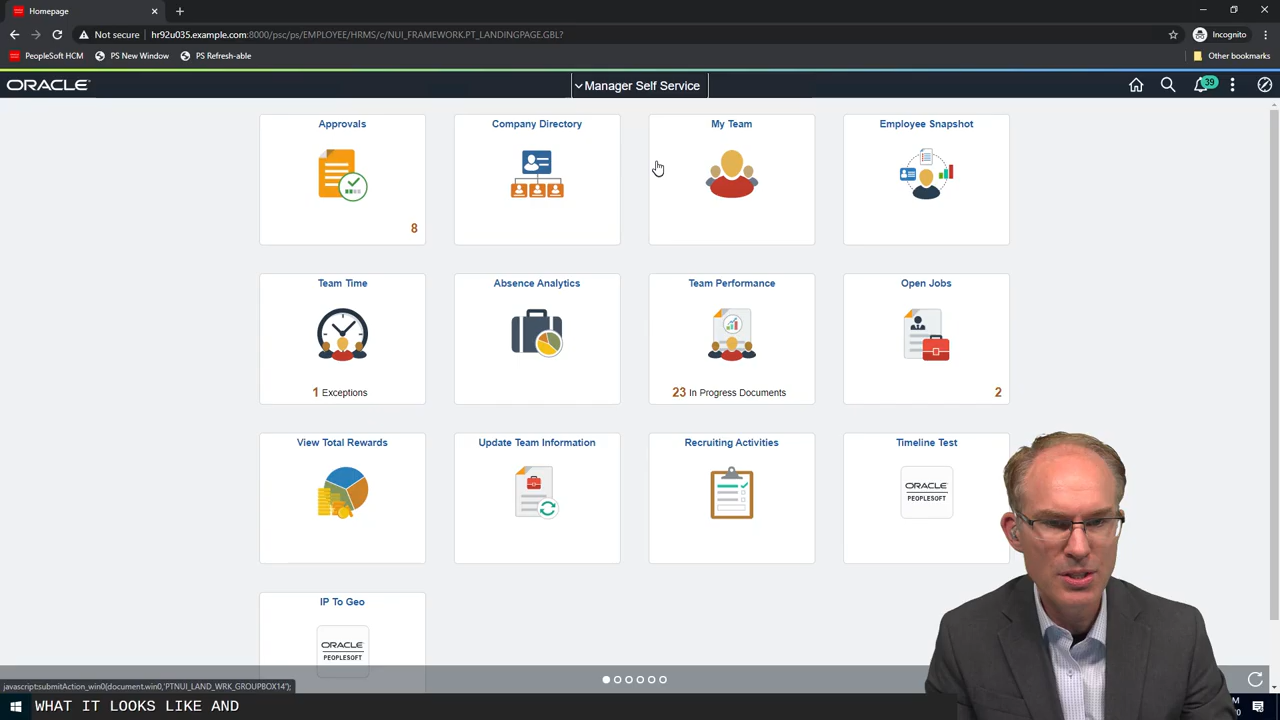 Homepage
Not secure
hr92u035.example.com:8000/psc/ps/EMPLOYEE/HRMS/c/NUI_FRAMEWORK.PT_LANDINGPAGE.GBL?
Incognito
PeopleSoft HCM
PS New Window
PS Refresh-able
Other bookmarks
ORACLE
Manager Self Service
39
Approvals
8
Company Directory
My Team
Employee Snapshot
Team Time
1 Exceptions
Absence Analytics
Team Performance
23 In Progress Documents
Open Jobs
2
View Total Rewards
Update Team Information
Recruiting Activities
Timeline Test
ORACLE
PEOPLESOFT
IP To Geo
ORACLE
PEOPLESOFT
javascript:submitAction_win0(document.win0,'PTNUI_LAND_WRK_GROUPBOX14');
WHAT IT LOOKS LIKE AND